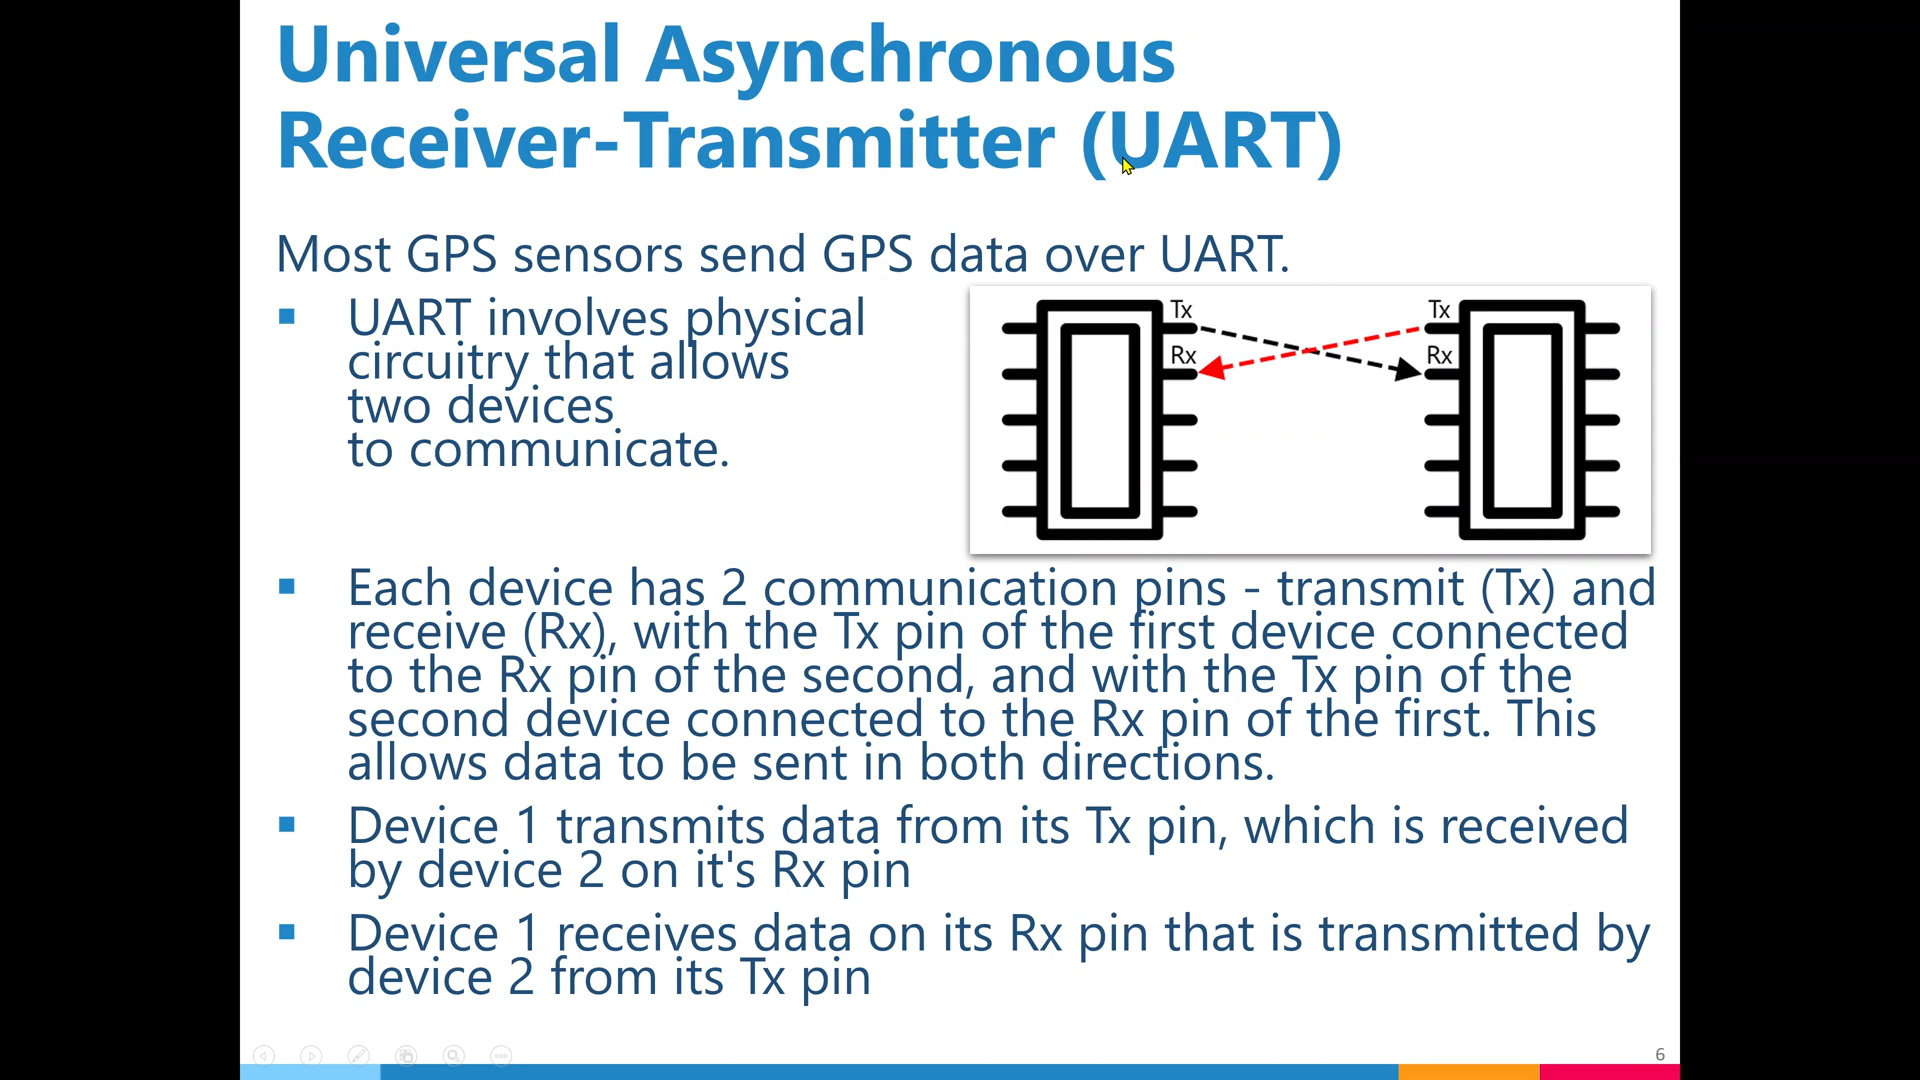 Universal Asynchronous
Receiver-Transmitter (UART)
Most GPS sensors send GPS data over UART.
▪ UART involves physical
circuitry that allows
two devices
to communicate.
Tx
Tx
Rx
Rx
▪ Each device has 2 communication pins - transmit (Tx) and
receive (Rx), with the Tx pin of the first device connected
to the Rx pin of the second, and with the Tx pin of the
second device connected to the Rx pin of the first. This
allows data to be sent in both directions.
▪ Device 1 transmits data from its Tx pin, which is received
by device 2 on it's Rx pin
▪ Device 1 receives data on its Rx pin that is transmitted by
device 2 from its Tx pin
6